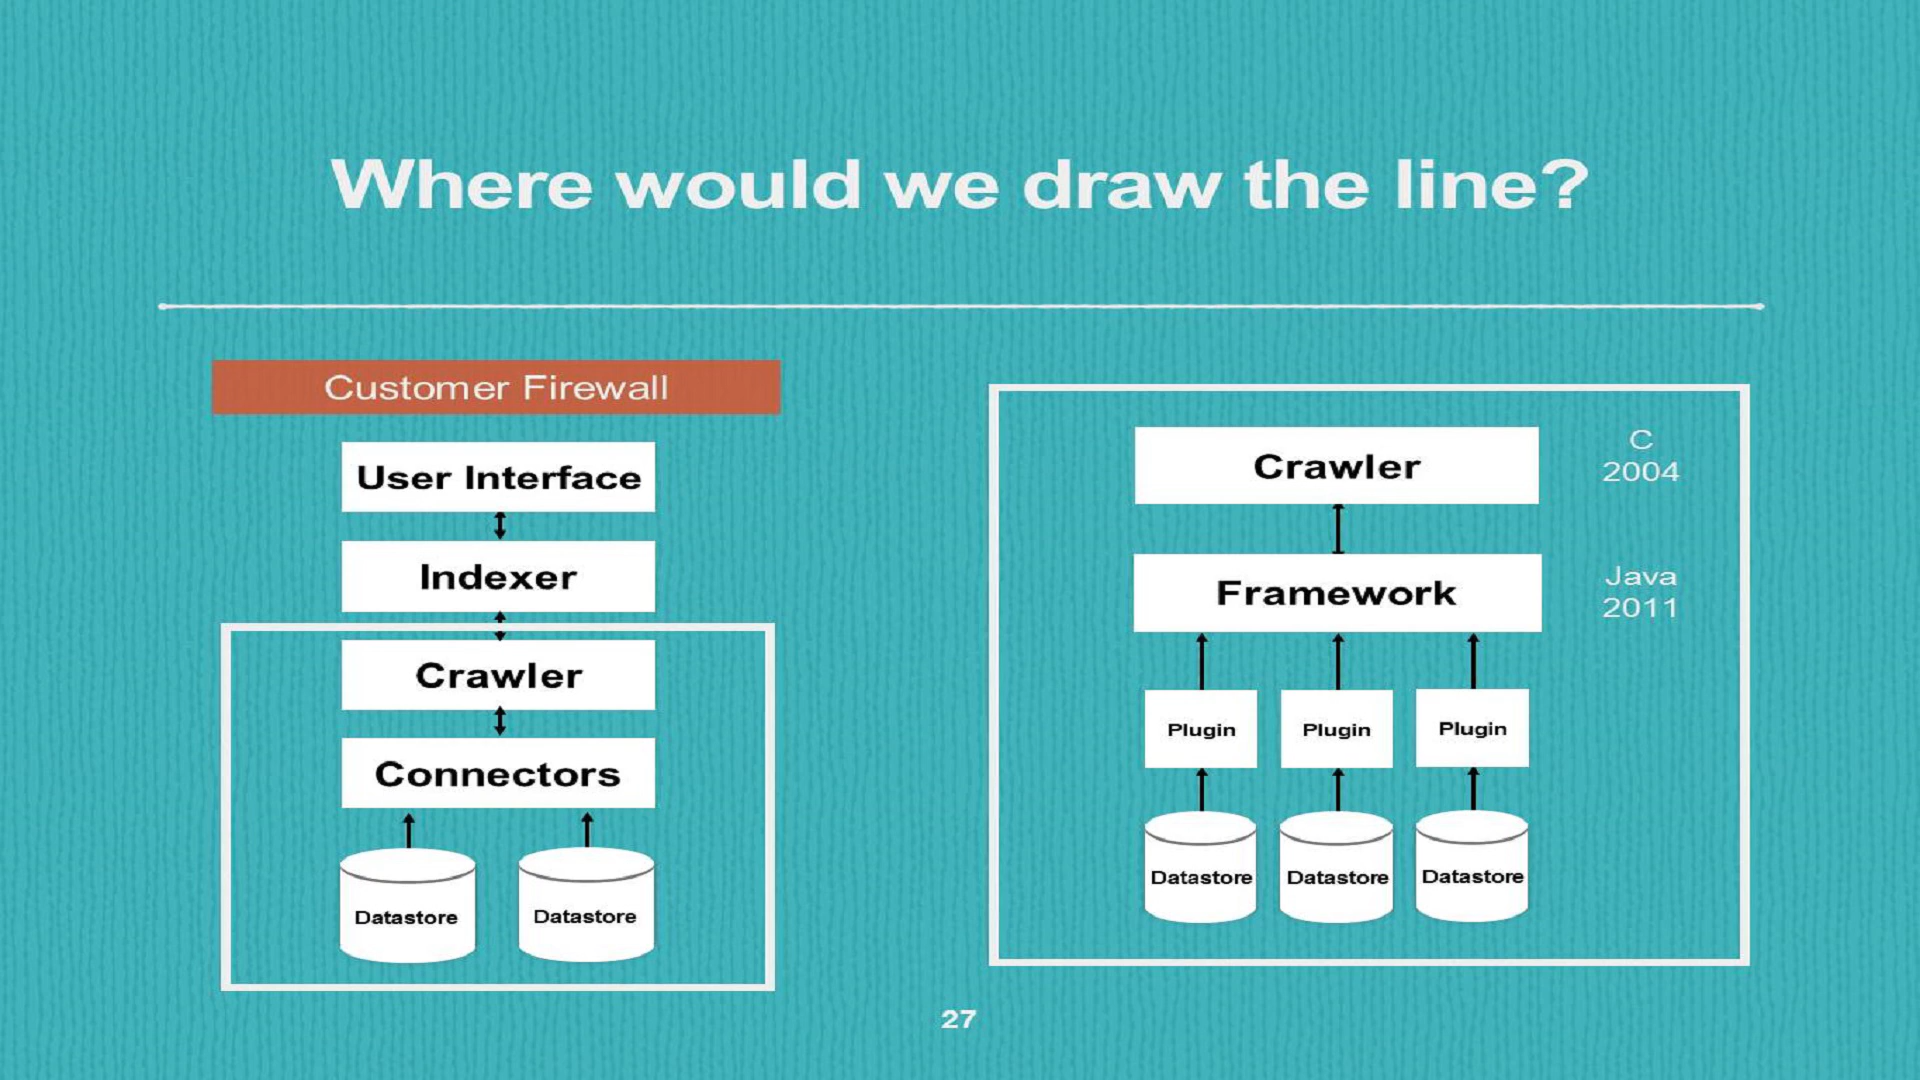 Where would we draw the line?
Customer Firewall
User Interface
Indexer
Crawler
Connectors
Datastore
Datastore
Crawler
C
2004
Framework
Java
2011
Plugin
Plugin
Plugin
Datastore
Datastore
Datastore
27